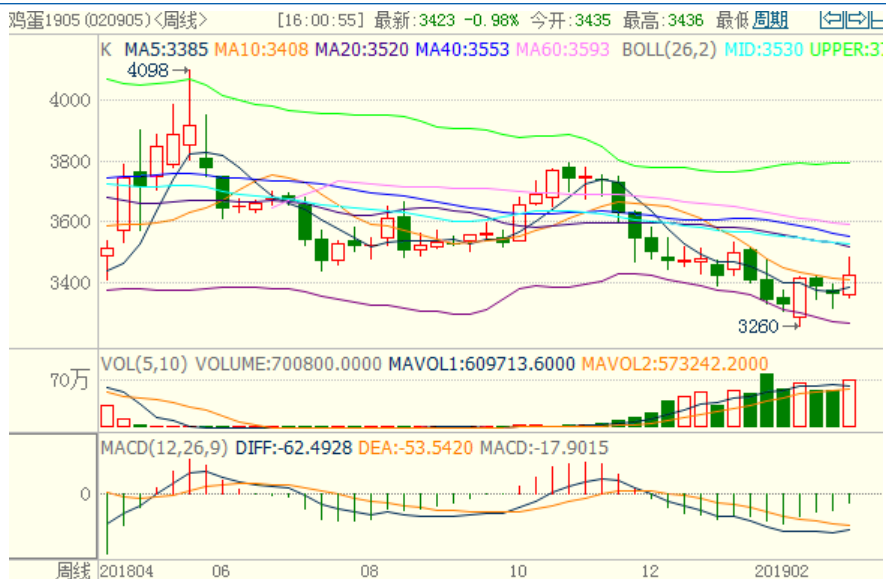 鸡蛋1905 (020905)〈周线〉 [16:00:55] 最新:3423 -0.98% 今开:3435 最高:3436 最低 周期
K MA5:3385 MA10:3408 MA20:3520 MA40:3553 MA60:3593 BOLL(26,2) MID:3530 UPPER:37
4098
4000
3800
3600
3400
3260
VOL(5,10) VOLUME:700800.0000 MAVOL1:609713.6000 MAVOL2:573242.2000
70万
MACD(12,26,9) DIFF:-62.4928 DEA:-53.5420 MACD:-17.9015
0
周线 201804 06 08 10 12 201902